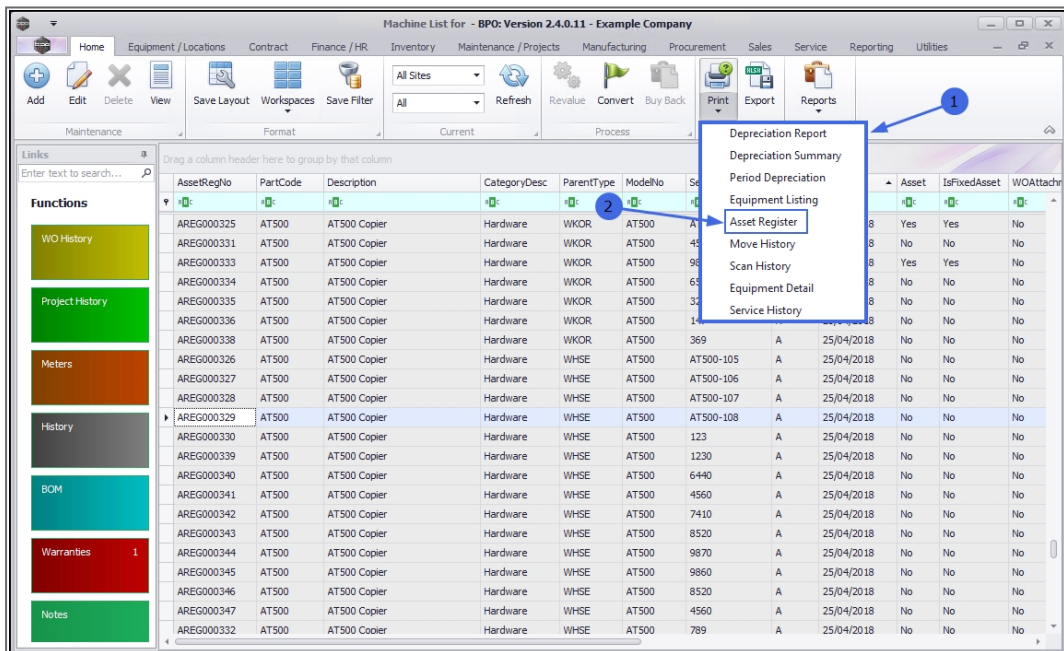 Machine List for - BPO: Version 2.4.0.11 - Example Company
Home Equipment / Locations Contract Finance / HR Inventory Maintenance / Projects Manufacturing Procurement Sales Service Reporting Utilities
All Sites
Add Edit Delete View Save Layout Workspaces Save Filter All Refresh Revalue Convert Buy Back Print Export Reports
1
Maintenance Format Current Process
Depreciation Report
Depreciation Summary
Period Depreciation
Equipment Listing
2
Asset Register
Move History
Scan History
Equipment Detail
Service History
Links
Enter text to search...
Functions
WO History
Project History
Meters
History
BOM
Warranties 1
Notes
Drag a column header here to group by that column
AssetRegNo PartCode Description CategoryDesc ParentType ModelNo Se Asset IsFixedAsset WOAttachm
AREG000325 AT500 AT500 Copier Hardware WKOR AT500 A 8 Yes Yes No
AREG000331 AT500 AT500 Copier Hardware WKOR AT500 45 8 No No No
AREG000333 AT500 AT500 Copier Hardware WKOR AT500 98 8 Yes Yes No
AREG000334 AT500 AT500 Copier Hardware WKOR AT500 65 8 No No No
AREG000335 AT500 AT500 Copier Hardware WKOR AT500 32 8 No No No
AREG000336 AT500 AT500 Copier Hardware WKOR AT500 No No No
AREG000338 AT500 AT500 Copier Hardware WKOR AT500 369 A 25/04/2018 No No No
AREG000326 AT500 AT500 Copier Hardware WHSE AT500 AT500-105 A 25/04/2018 No No No
AREG000327 AT500 AT500 Copier Hardware WHSE AT500 AT500-106 A 25/04/2018 No No No
AREG000328 AT500 AT500 Copier Hardware WHSE AT500 AT500-107 A 25/04/2018 No No No
AREG000329 AT500 AT500 Copier Hardware WHSE AT500 AT500-108 A 25/04/2018 No No No
AREG000330 AT500 AT500 Copier Hardware WHSE AT500 123 A 25/04/2018 No No No
AREG000339 AT500 AT500 Copier Hardware WHSE AT500 1230 A 25/04/2018 No No No
AREG000340 AT500 AT500 Copier Hardware WHSE AT500 6440 A 25/04/2018 No No No
AREG000341 AT500 AT500 Copier Hardware WHSE AT500 4560 A 25/04/2018 No No No
AREG000342 AT500 AT500 Copier Hardware WHSE AT500 7410 A 25/04/2018 No No No
AREG000343 AT500 AT500 Copier Hardware WHSE AT500 8520 A 25/04/2018 No No No
AREG000344 AT500 AT500 Copier Hardware WHSE AT500 9870 A 25/04/2018 No No No
AREG000345 AT500 AT500 Copier Hardware WHSE AT500 9860 A 25/04/2018 No No No
AREG000346 AT500 AT500 Copier Hardware WHSE AT500 8520 A 25/04/2018 No No No
AREG000347 AT500 AT500 Copier Hardware WHSE AT500 4560 A 25/04/2018 No No No
AREG000332 AT500 AT500 Copier Hardware WHSE AT500 789 A 25/04/2018 No No No